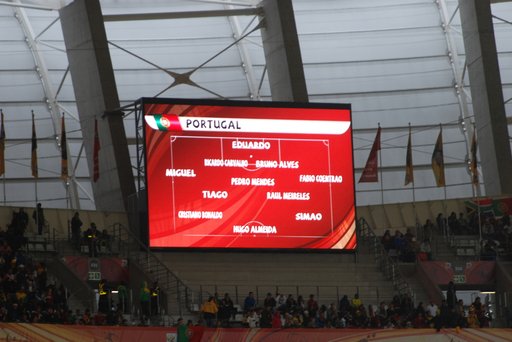 PORTUGAL
EDUARDO
RICARDO CARVALHO BRUNO ALVES
MIGUEL FABIO COENTRAO
PEDRO MENDES
TIAGO RAUL MEIRELES
CRISTIANO RONALDO SIMAO
HUGO ALMEIDA